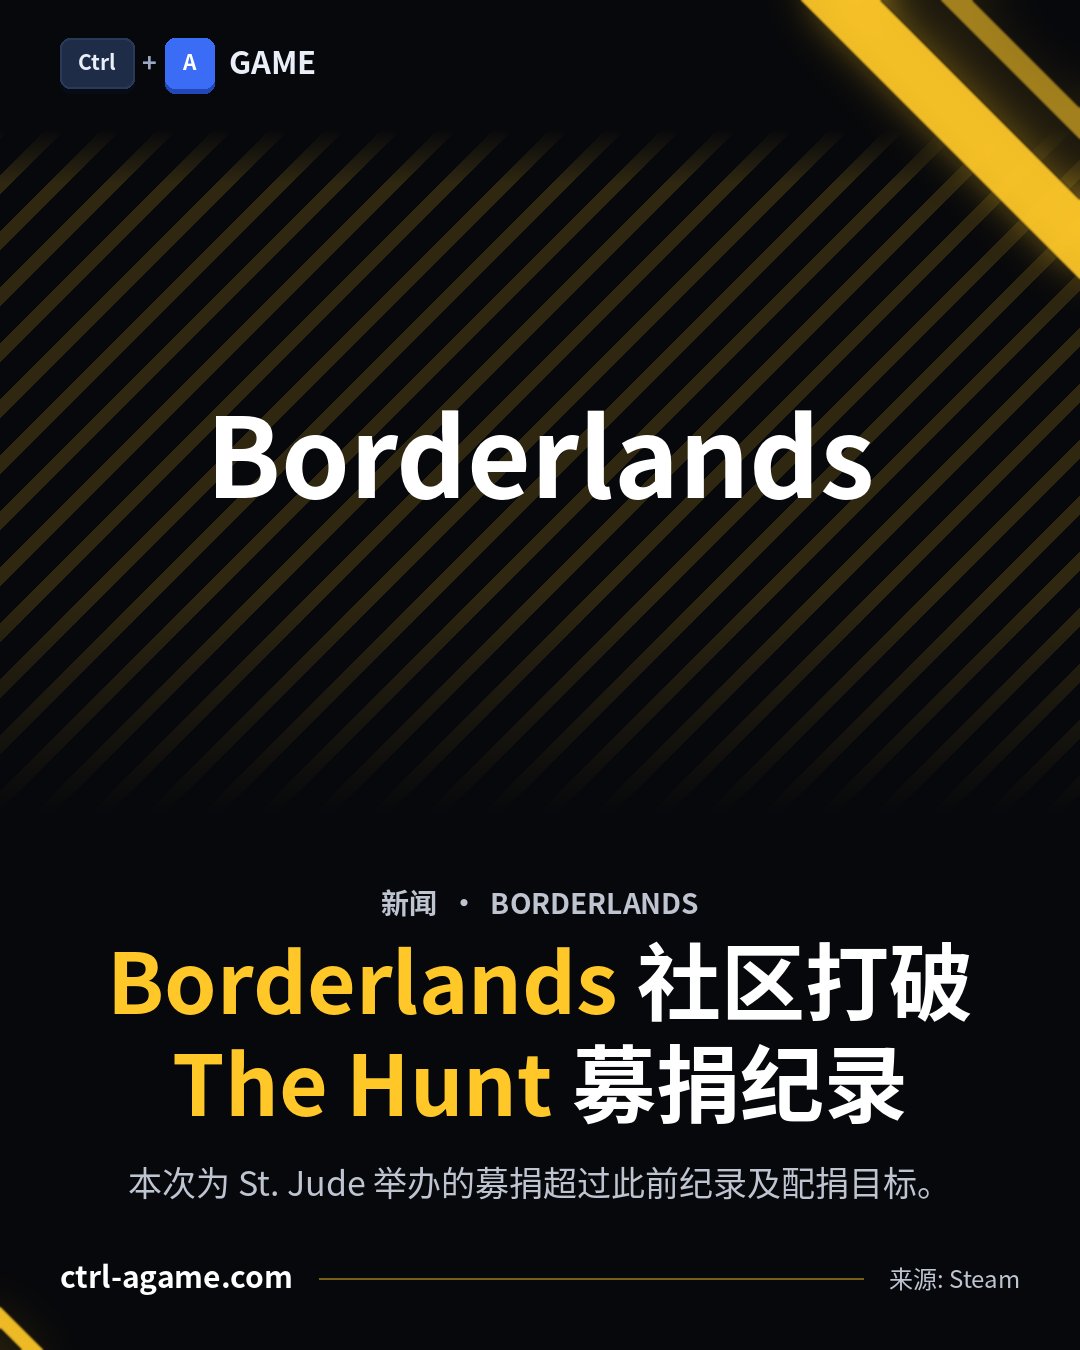 Ctrl + A GAME
Borderlands
新闻 • BORDERLANDS
Borderlands 社区打破
The Hunt 募捐纪录
本次为 St. Jude 举办的募捐超过此前纪录及配捐目标。
ctrl-agame.com
来源: Steam